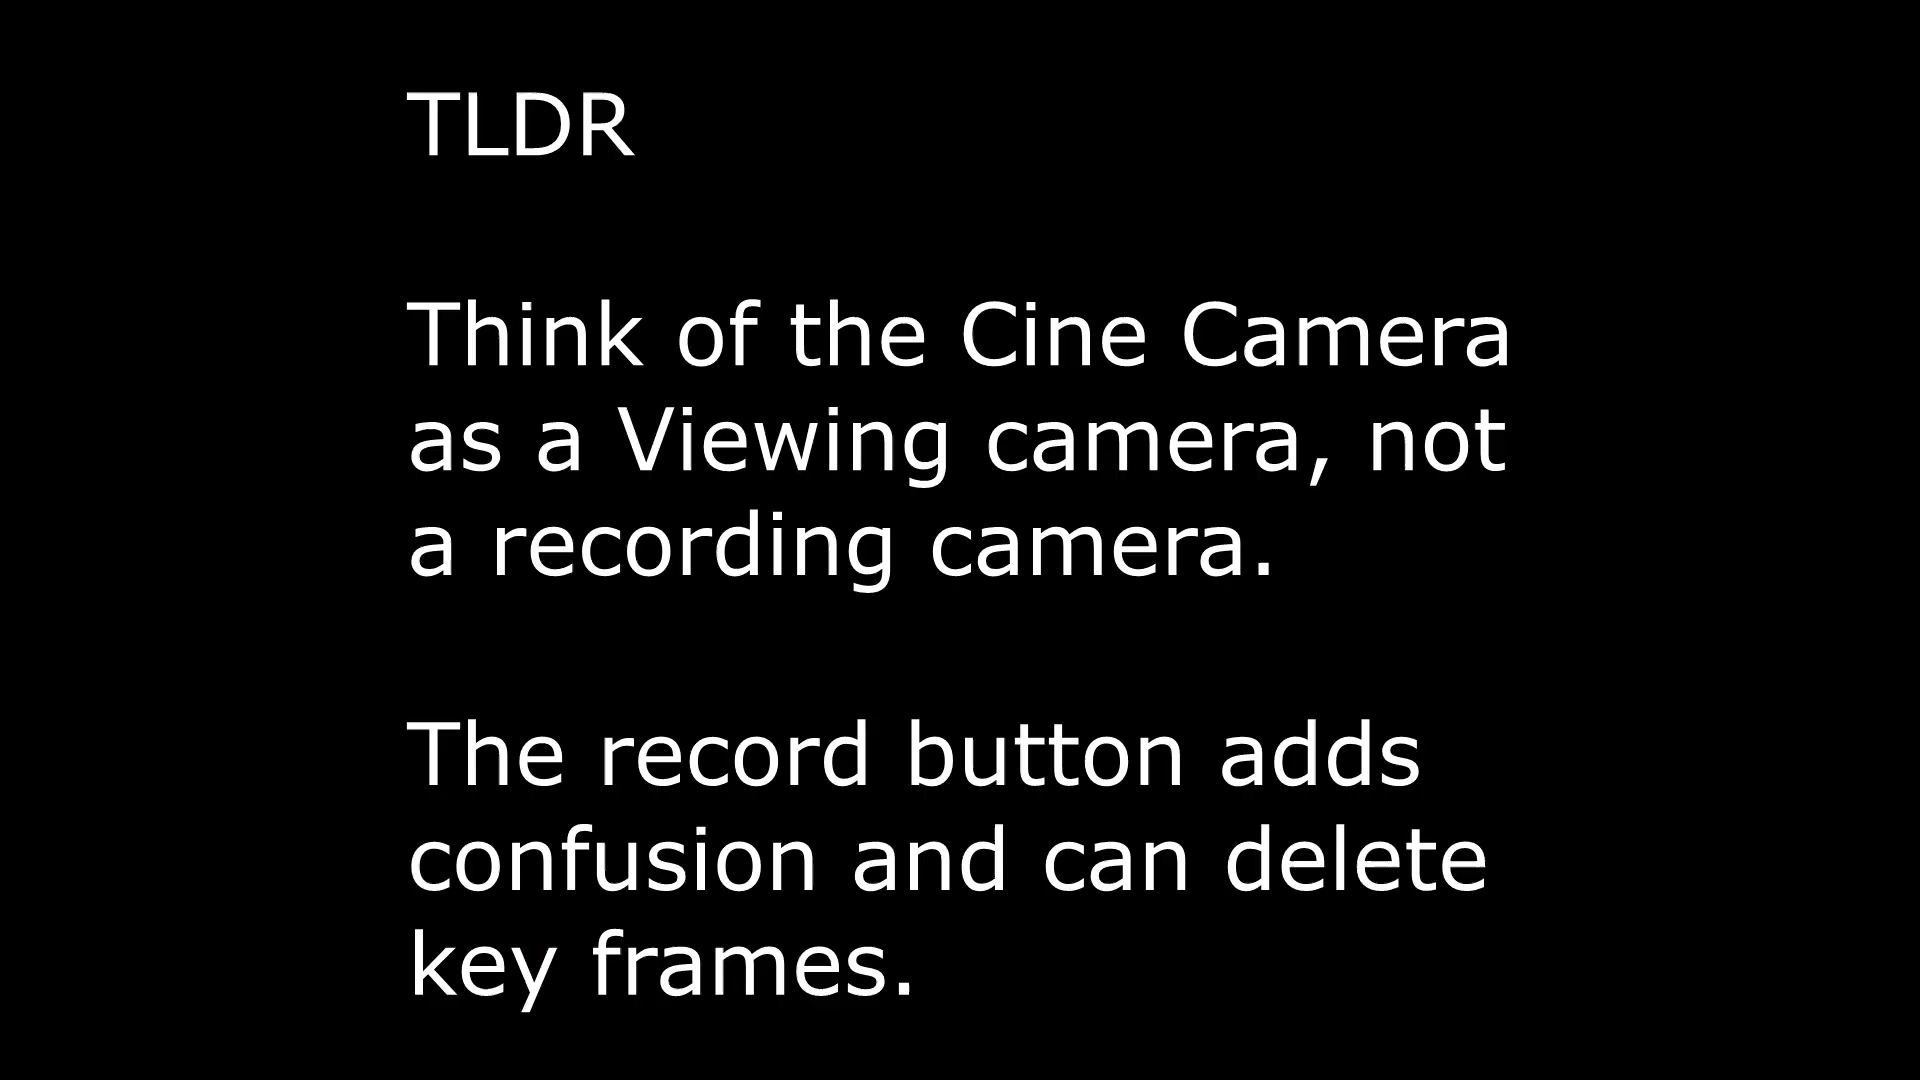 TLDR
Think of the Cine Camera
as a Viewing camera, not
a recording camera.
The record button adds
confusion and can delete
key frames.